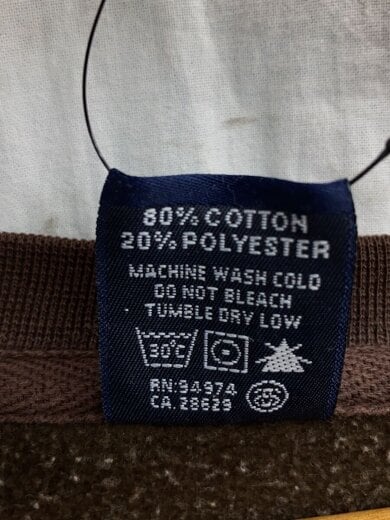 80% COTTON
20% POLYESTER
MACHINE WASH COLD
DO NOT BLEACH
TUMBLE DRY LOW
30°C
RN:94974
CA.28629